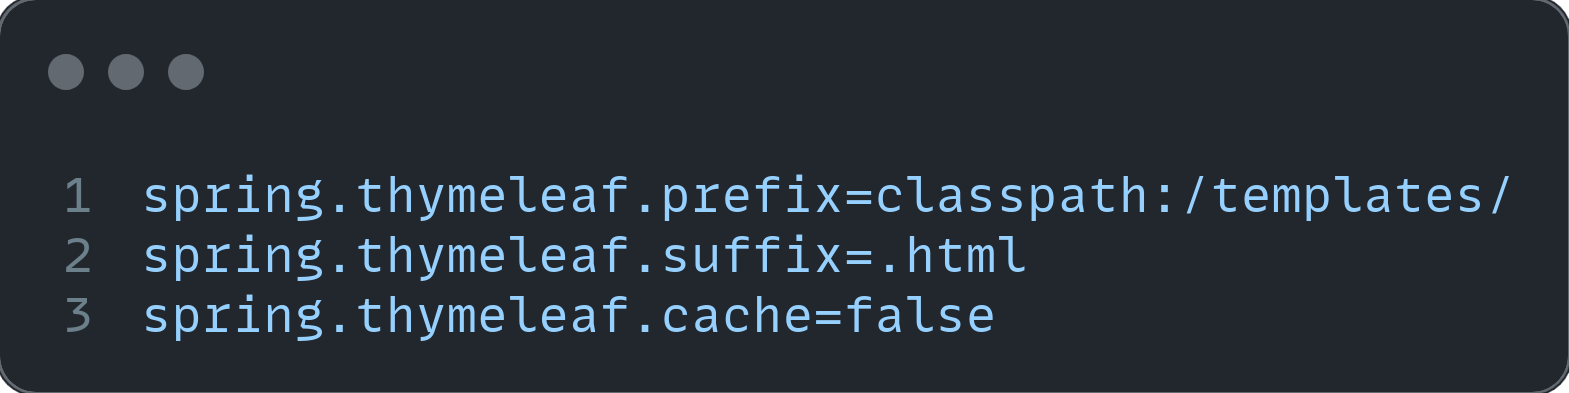 1 spring.thymeleaf.prefix=classpath:/templates/
2 spring.thymeleaf.suffix=.html
3 spring.thymeleaf.cache=false